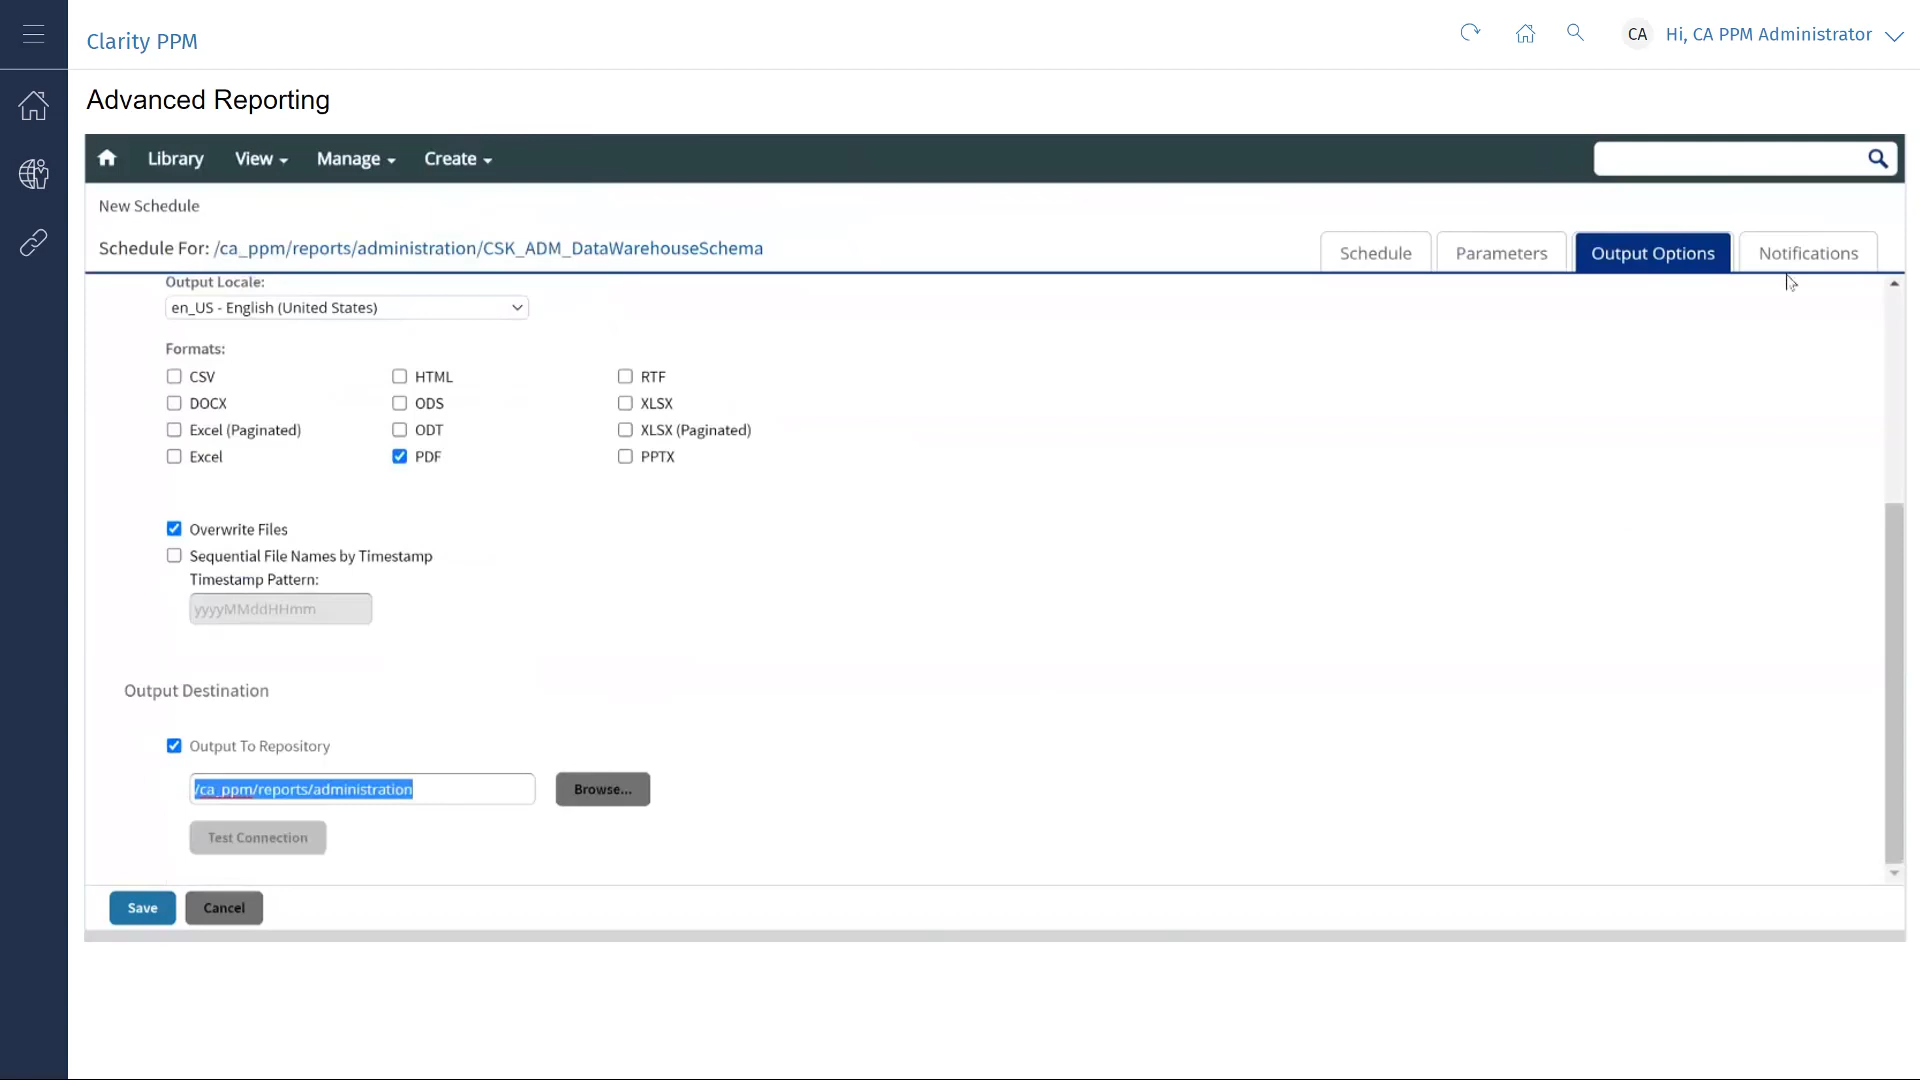 Clarity PPM
CA Hi, CA PPM Administrator
Advanced Reporting
Library View Manage Create
New Schedule
Schedule For: /ca_ppm/reports/administration/CSK_ADM_DataWarehouseSchema
Schedule Parameters Output Options Notifications
Output Locale:
en_US - English (United States)
Formats:
CSV HTML RTF
DOCX ODS XLSX
Excel (Paginated) ODT XLSX (Paginated)
Excel PDF PPTX
Overwrite Files
Sequential File Names by Timestamp
Timestamp Pattern:
yyyyMMddHHmm
Output Destination
Output To Repository
/ca_ppm/reports/administration Browse...
Test Connection
Save Cancel